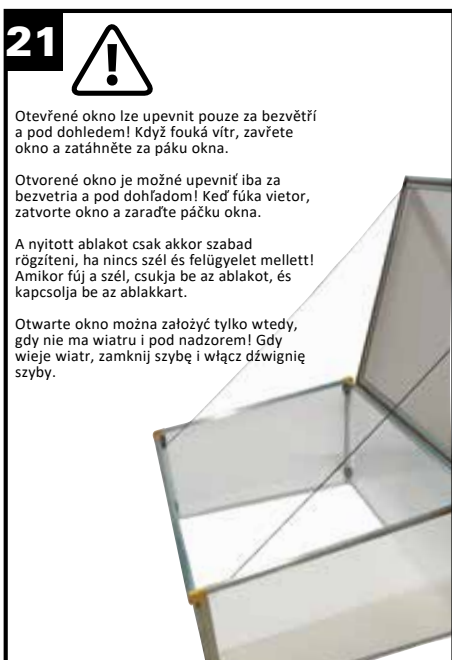 21
Otevřené okno lze upevnit pouze za bezvětří
a pod dohledem! Když fouká vítr, zavřete
okno a zatáhněte za páku okna.
Otvorené okno je možné upevniť iba za
bezvetria a pod dohľadom! Keď fúka vietor,
zatvorte okno a zaraďte páčku okna.
A nyitott ablakot csak akkor szabad
rögzíteni, ha nincs szél és felügyelet mellett!
Amikor fúj a szél, csukja be az ablakot, és
kapcsolja be az ablakkart.
Otwarte okno można założyć tylko wtedy,
gdy nie ma wiatru i pod nadzorem! Gdy
wieje wiatr, zamknij szybę i włącz dźwignię
szyby.